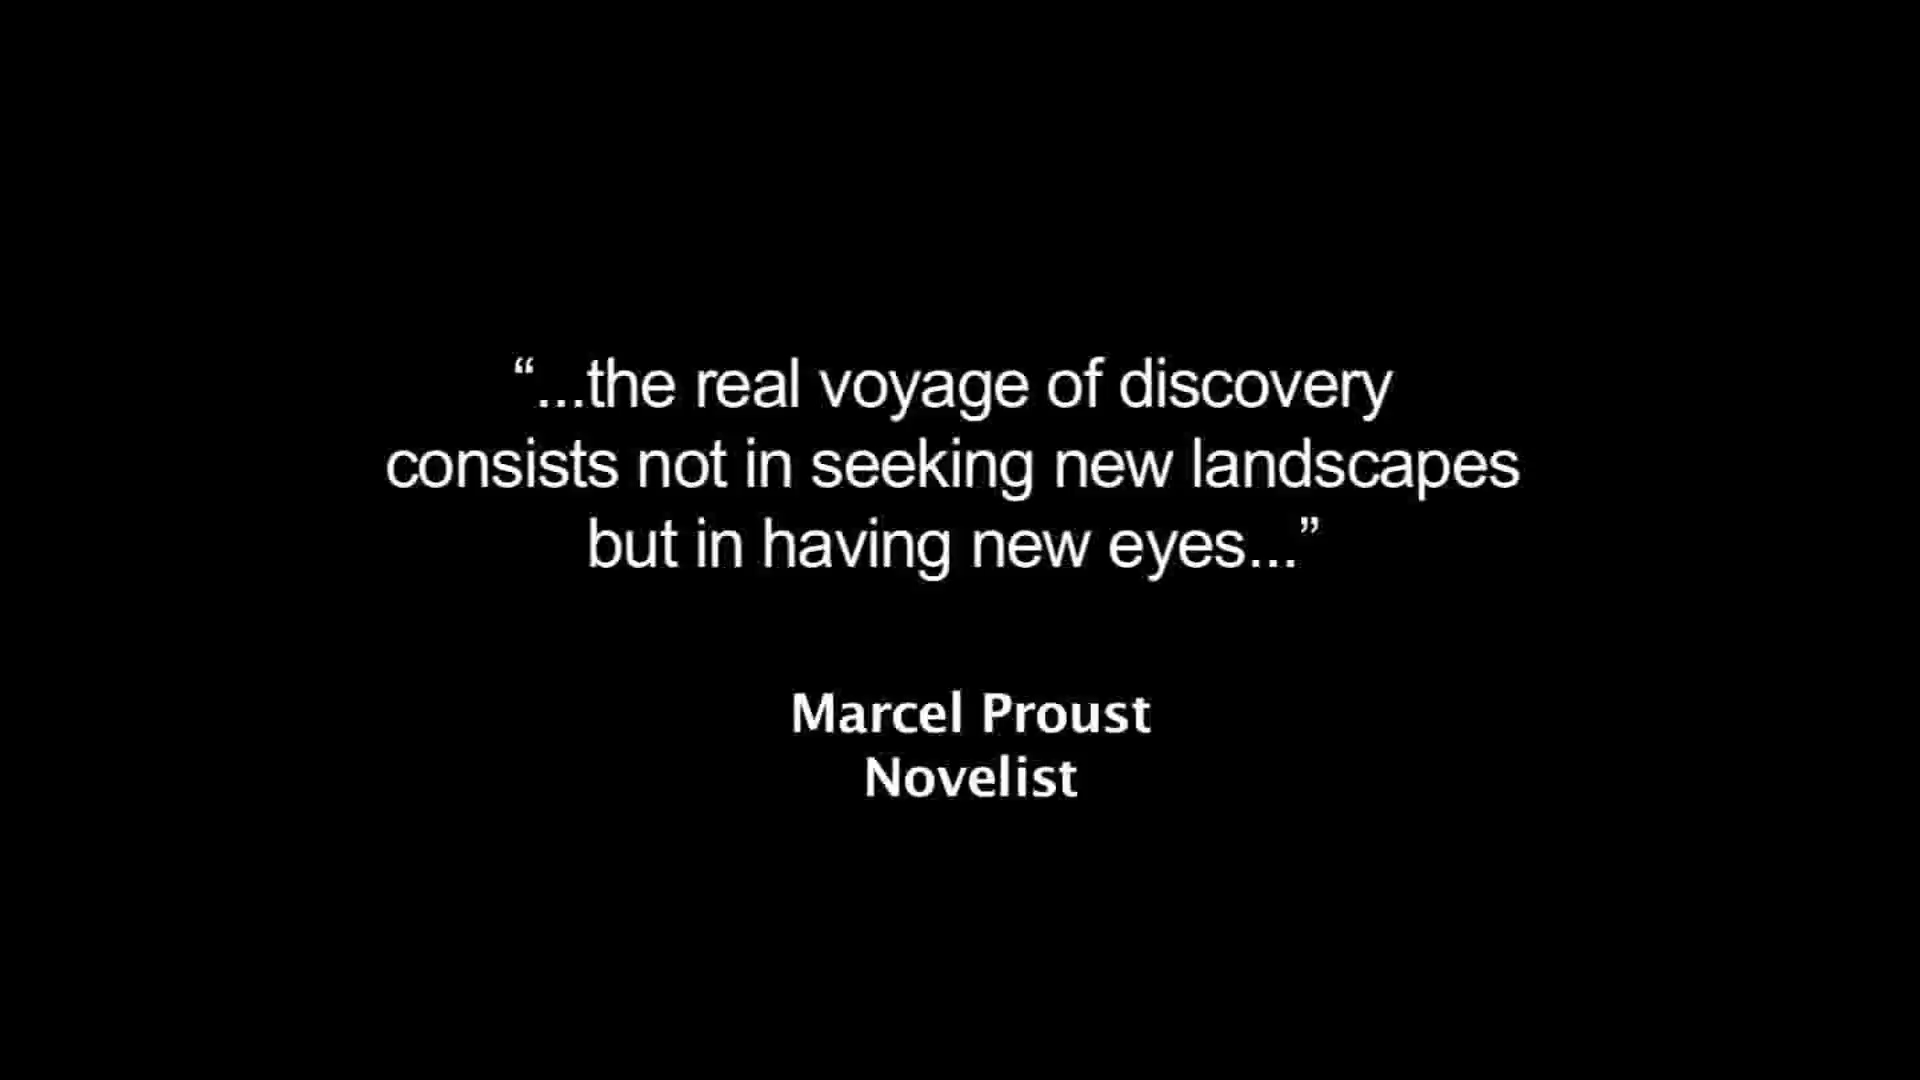 “...the real voyage of discovery
consists not in seeking new landscapes
but in having new eyes...”
Marcel Proust
Novelist